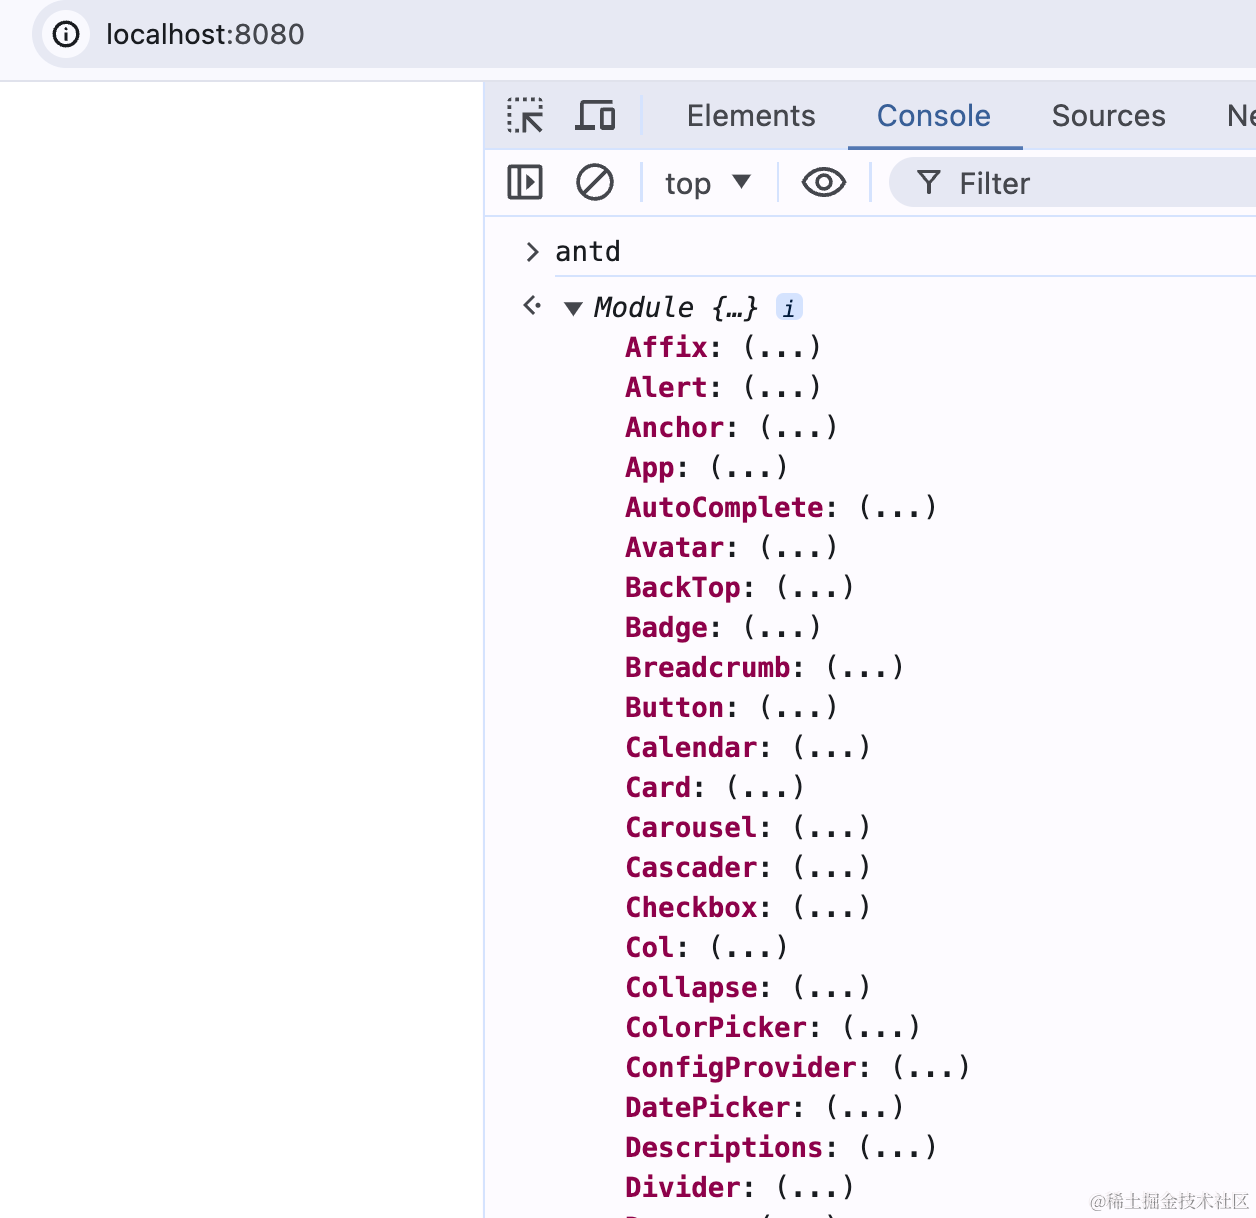 localhost:8080
Elements Console Sources Ne
top Filter
antd
Module {…} i
Affix: (...)
Alert: (...)
Anchor: (...)
App: (...)
AutoComplete: (...)
Avatar: (...)
BackTop: (...)
Badge: (...)
Breadcrumb: (...)
Button: (...)
Calendar: (...)
Card: (...)
Carousel: (...)
Cascader: (...)
Checkbox: (...)
Col: (...)
Collapse: (...)
ColorPicker: (...)
ConfigProvider: (...)
DatePicker: (...)
Descriptions: (...)
Divider: (...)
@稀土掘金技术社区